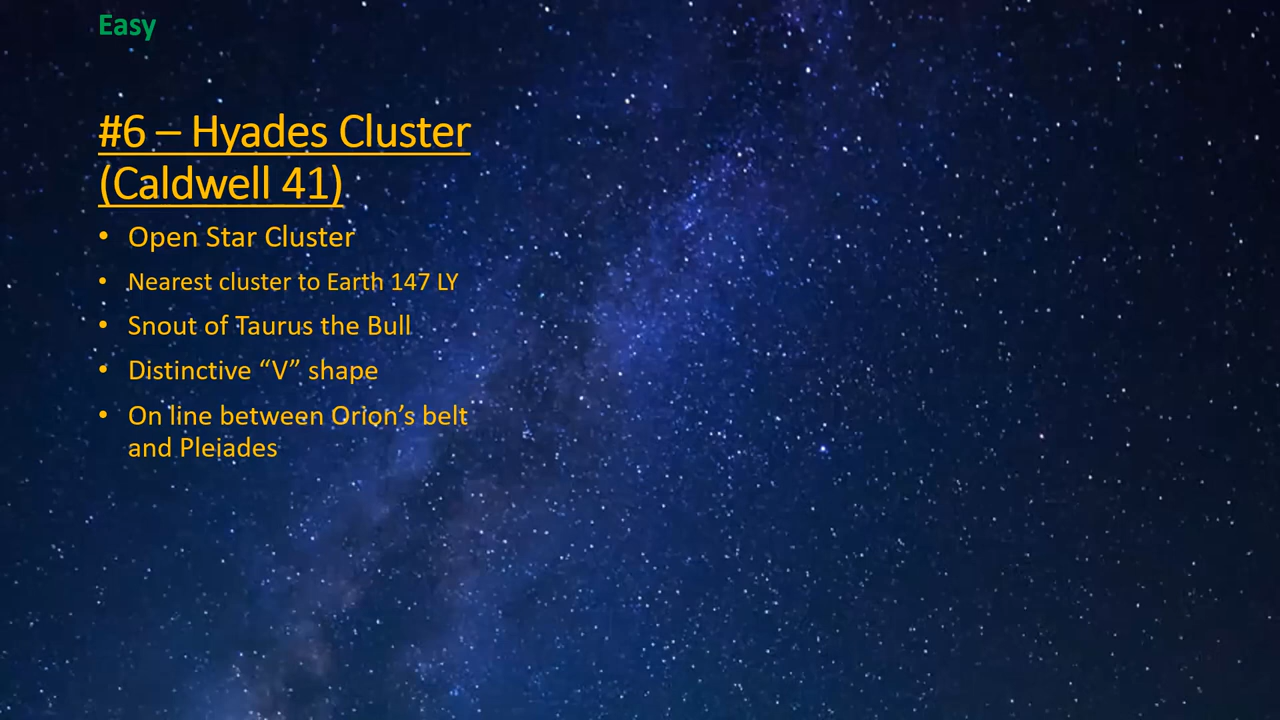 Easy
#6 – Hyades Cluster
(Caldwell 41)
• Open Star Cluster
• Nearest cluster to Earth 147 LY
• Snout of Taurus the Bull
• Distinctive “V” shape
• On line between Orion’s belt
and Pleiades